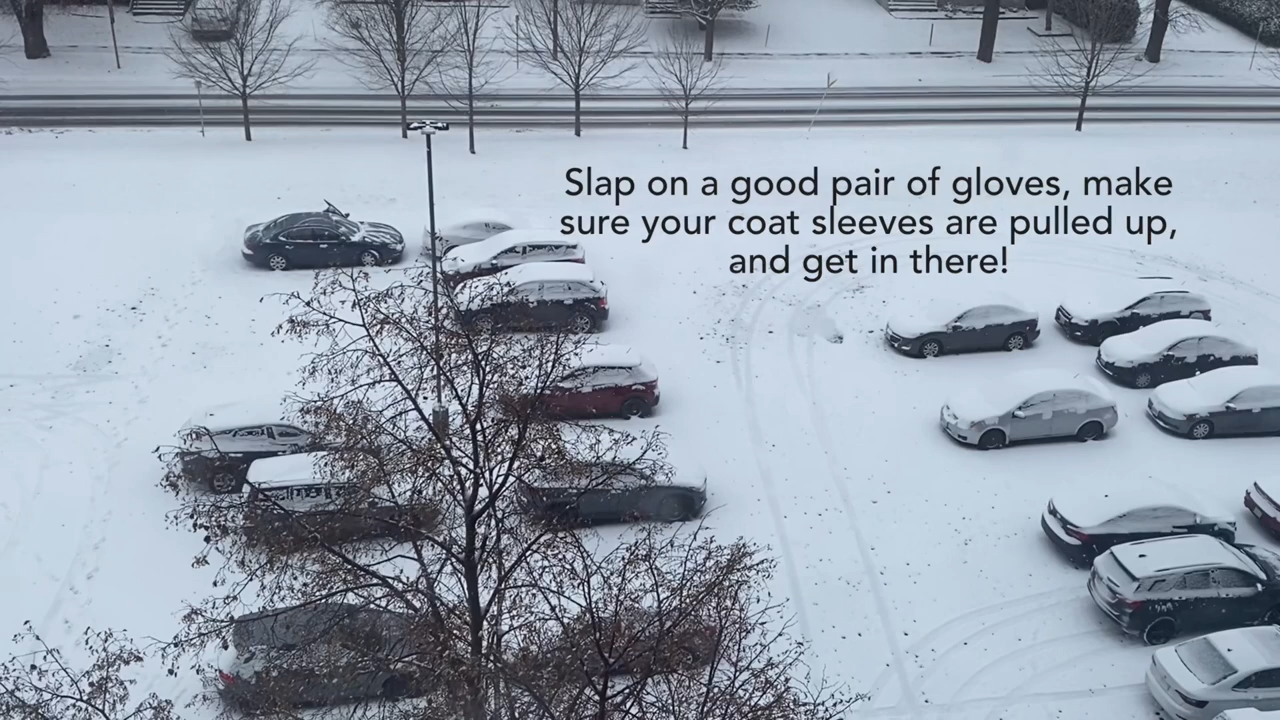 Slap on a good pair of gloves, make
sure your coat sleeves are pulled up,
and get in there!